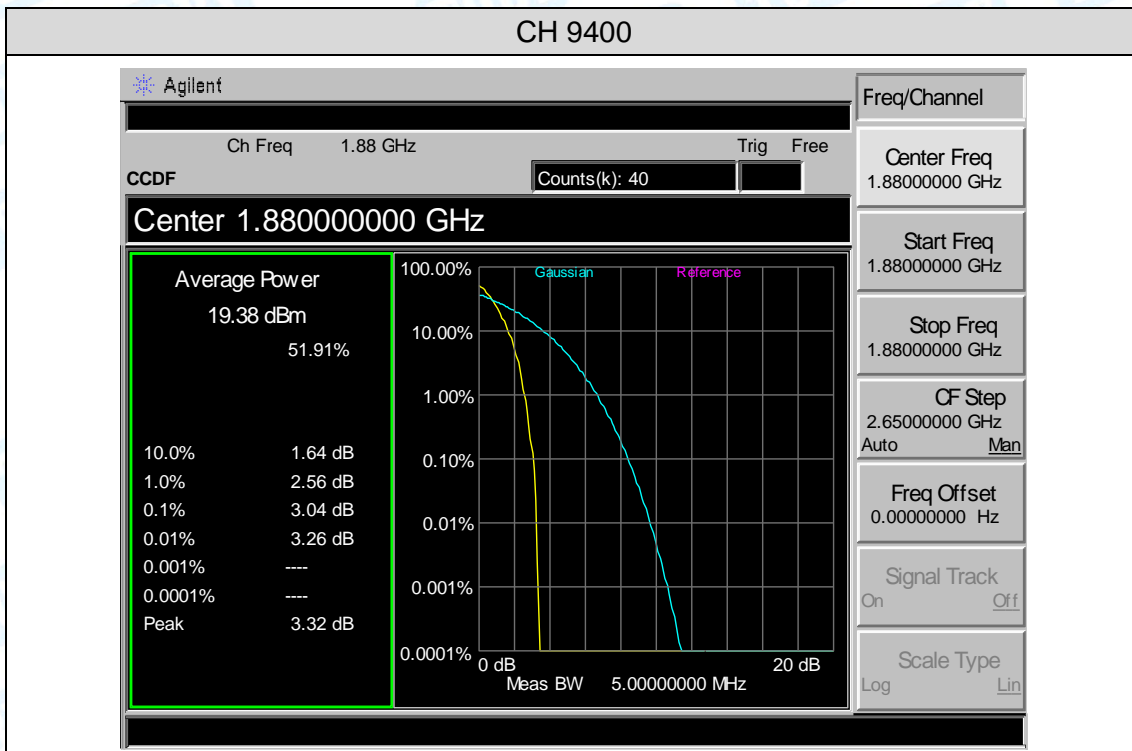 CH 9400
Agilent
Ch Freq 1.88 GHz Trig Free
CCDF Counts(k): 40
Center 1.880000000 GHz
Average Power
19.38 dBm
51.91%
10.0% 1.64 dB
1.0% 2.56 dB
0.1% 3.04 dB
0.01% 3.26 dB
0.001% ----
0.0001% ----
Peak 3.32 dB
Gaussian Reference
100.00%
10.00%
1.00%
0.10%
0.01%
0.001%
0.0001%
0 dB 20 dB
Meas BW 5.00000000 MHz
Freq/Channel
Center Freq
1.88000000 GHz
Start Freq
1.88000000 GHz
Stop Freq
1.88000000 GHz
CF Step
2.65000000 GHz
Auto Man
Freq Offset
0.00000000 Hz
Signal Track
On Off
Scale Type
Log Lin